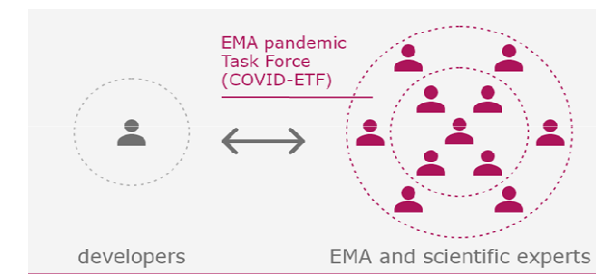 EMA pandemic
Task Force
(COVID-ETF)
developers
EMA and scientific experts